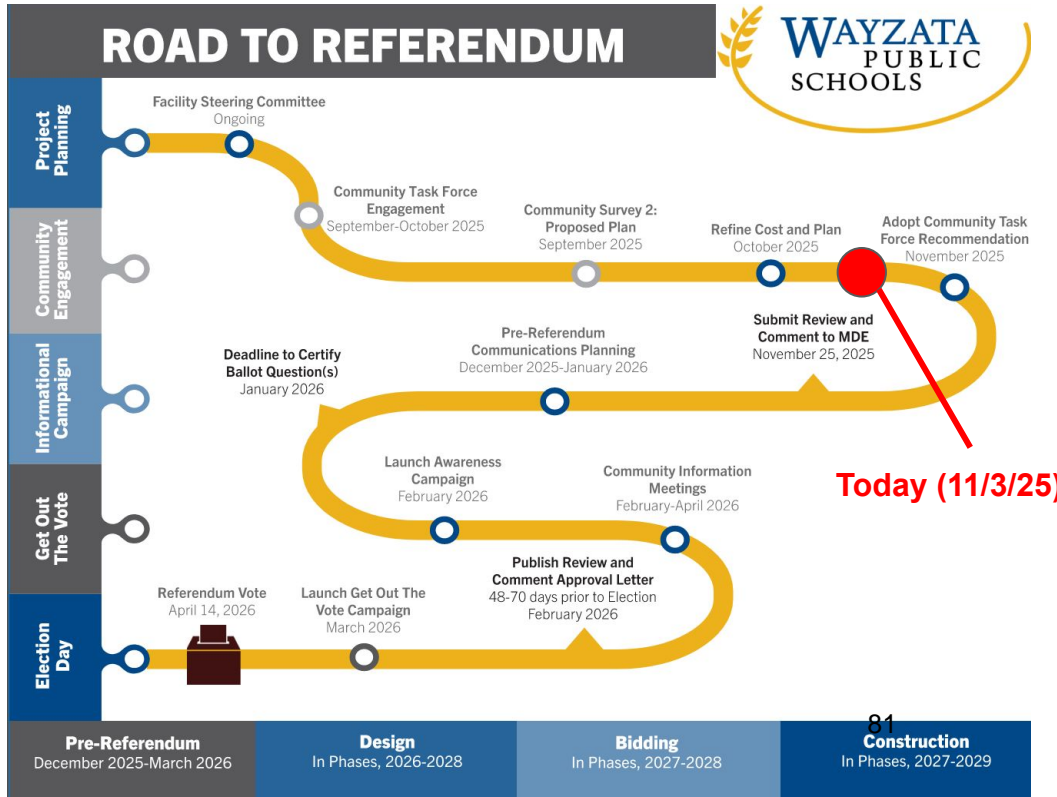 ROAD TO REFERENDUM
WAYZATA
PUBLIC
SCHOOLS
Project
Planning
Community
Engagement
Informational
Campaign
Get Out
The Vote
Election
Day
Facility Steering Committee
Ongoing
Community Task Force
Engagement
September-October 2025
Community Survey 2:
Proposed Plan
September 2025
Refine Cost and Plan
October 2025
Adopt Community Task
Force Recommendation
November 2025
Today (11/3/25)
Submit Review and
Comment to MDE
November 25, 2025
Pre-Referendum
Communications Planning
December 2025-January 2026
Deadline to Certify
Ballot Question(s)
January 2026
Launch Awareness
Campaign
February 2026
Community Information
Meetings
February-April 2026
Publish Review and
Comment Approval Letter
48-70 days prior to Election
February 2026
Launch Get Out The
Vote Campaign
March 2026
Referendum Vote
April 14, 2026
81
Pre-Referendum
December 2025-March 2026
Design
In Phases, 2026-2028
Bidding
In Phases, 2027-2028
Construction
In Phases, 2027-2029